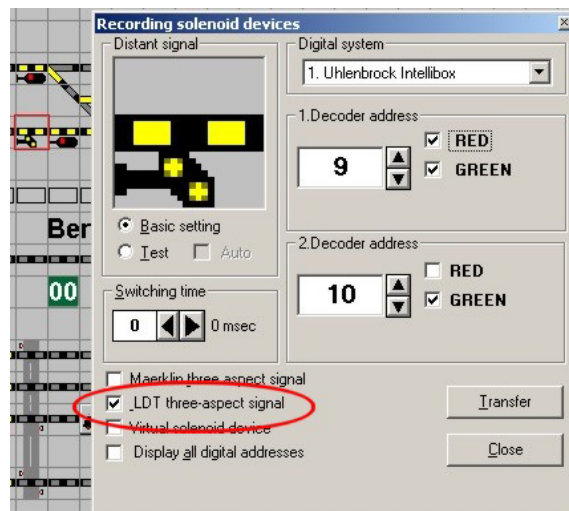 Recording solenoid devices
Distant signal
Basic setting
Test Auto
Switching time
0 0 msec
Digital system
1. Uhlenbrock Intellibox
1.Decoder address
9
RED
GREEN
2.Decoder address
10
RED
GREEN
Maerklin three-aspect signal
LDT three-aspect signal
Virtual solenoid device
Display all digital addresses
Transfer
Close
Ber
00